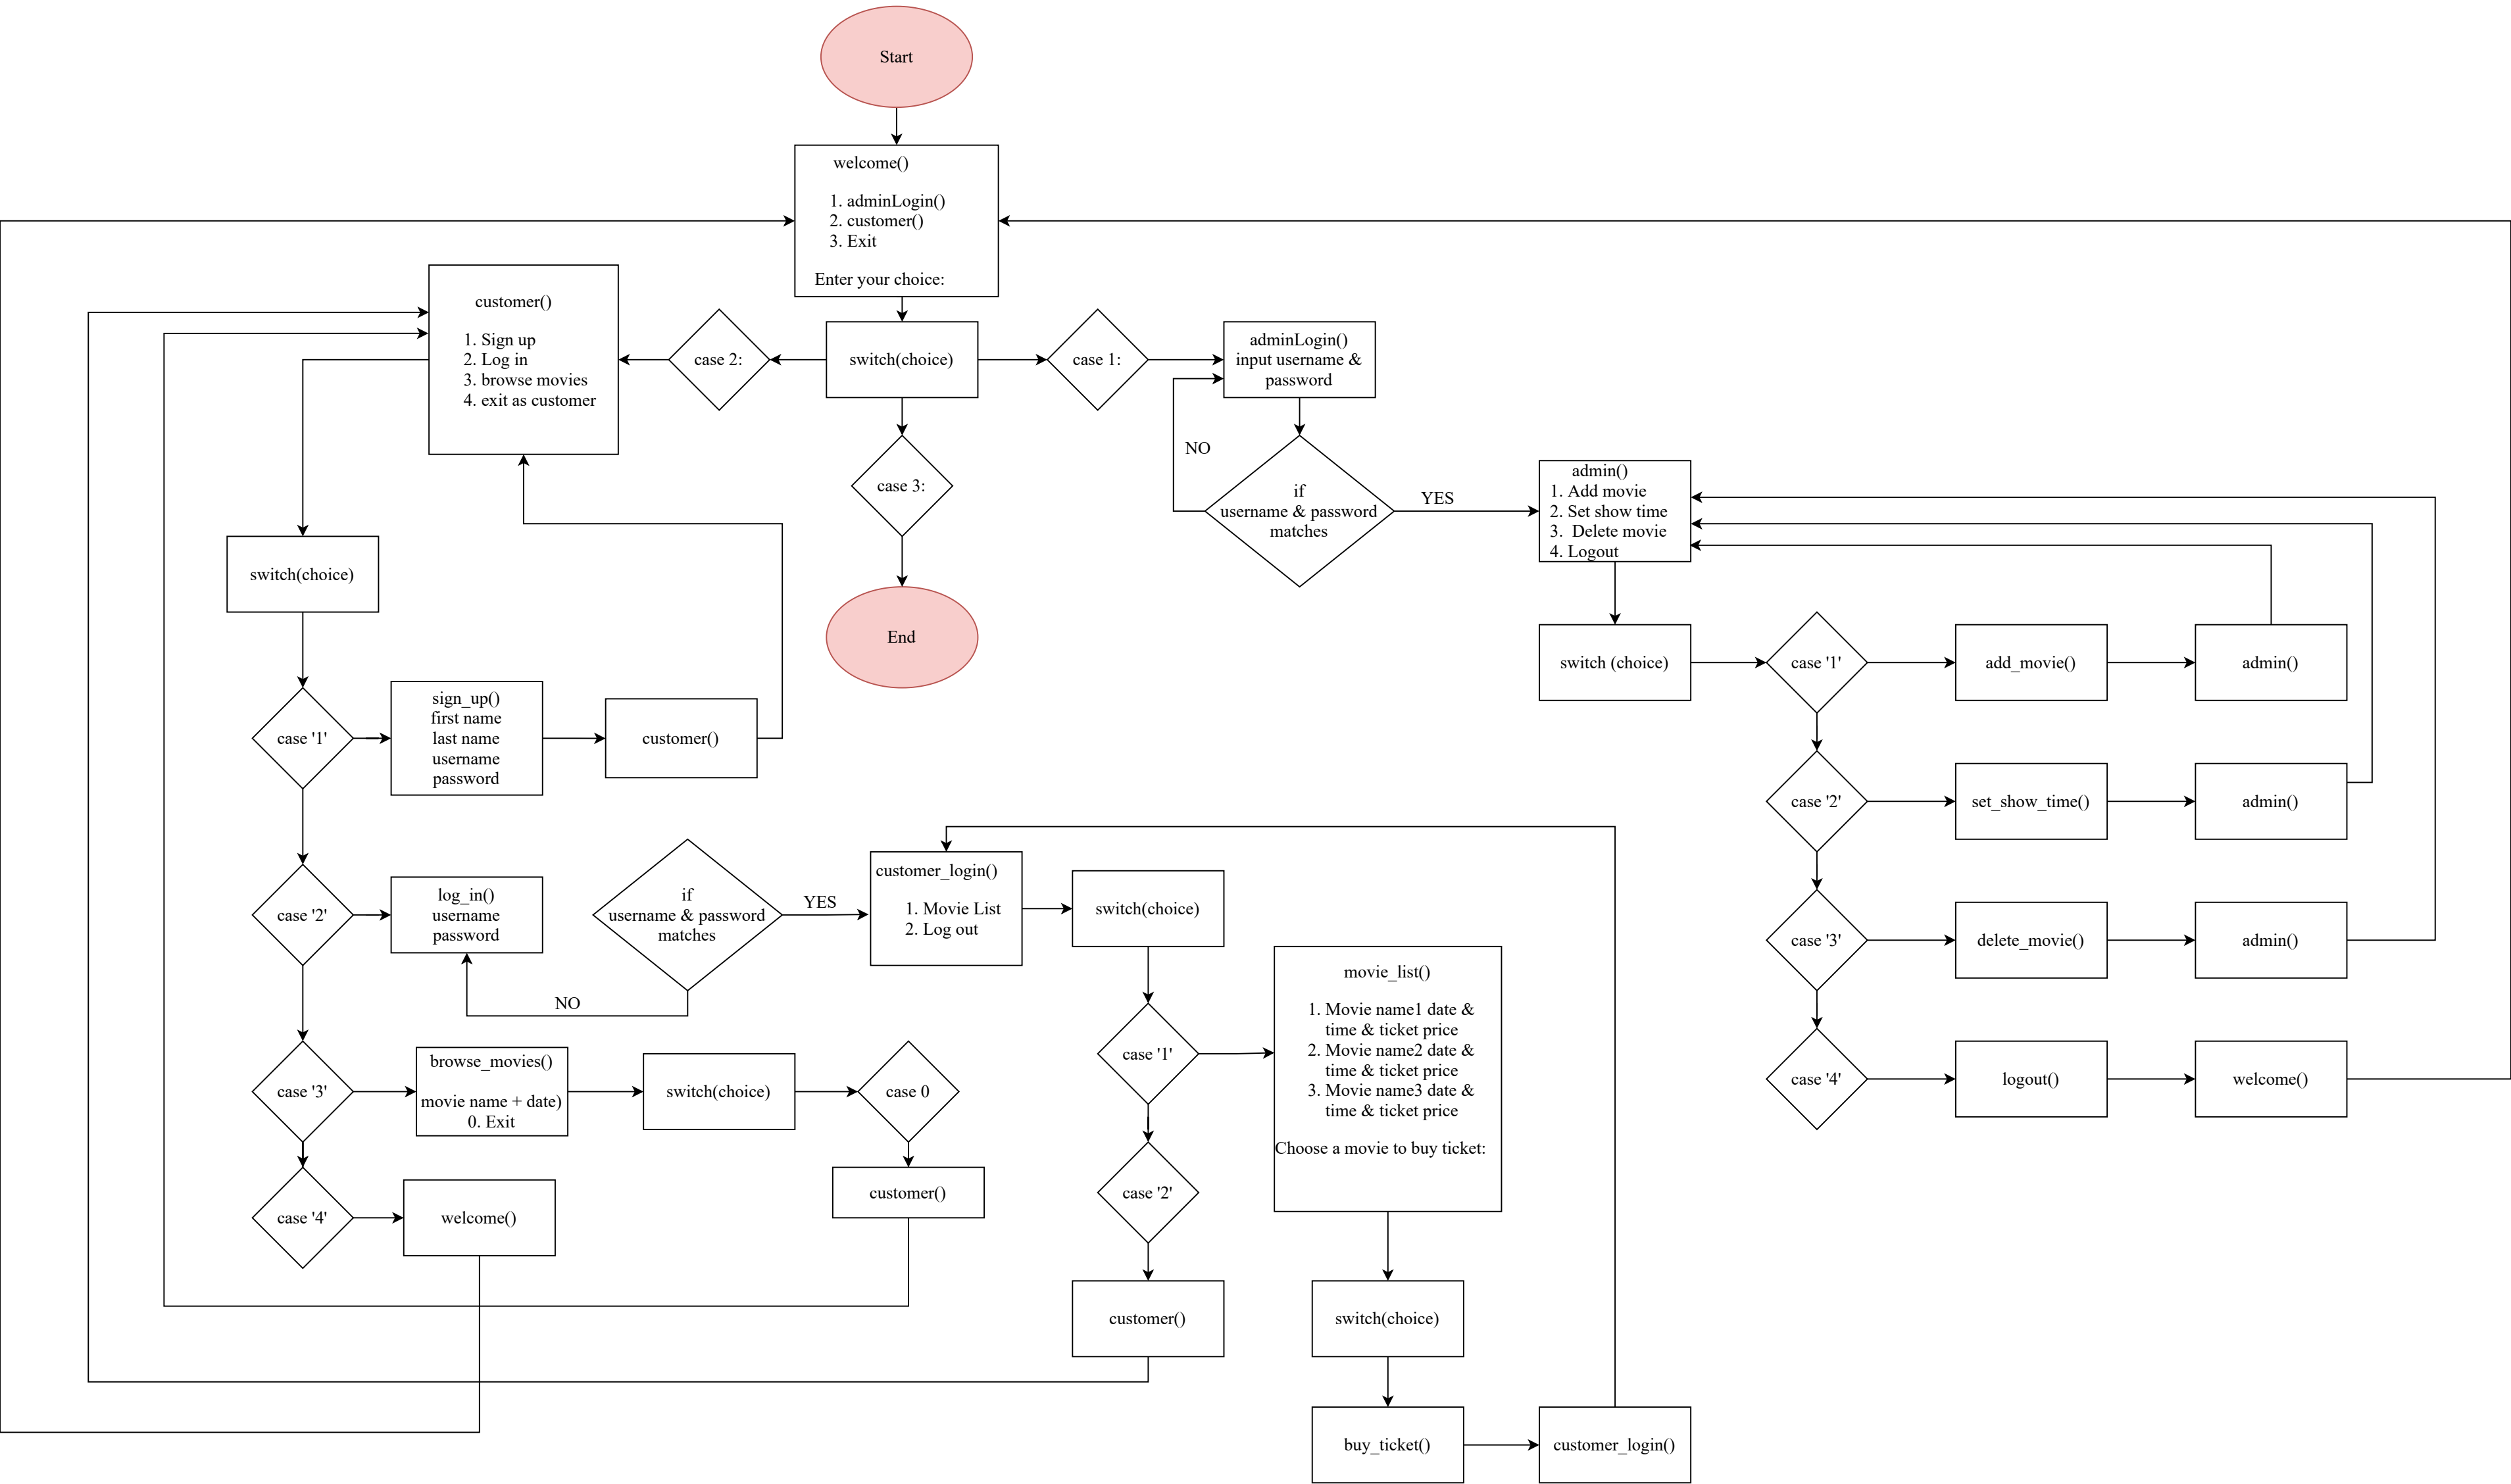 Start
welcome()
1. adminLogin()
2. customer()
3. Exit
Enter your choice:
customer()
1. Sign up
2. Log in
3. browse movies
4. exit as customer
case 2:
switch(choice)
case 1:
adminLogin()
input username &
password
case 3:
NO
if
username & password
matches
YES
admin()
1. Add movie
2. Set show time
3. Delete movie
4. Logout
End
switch(choice)
switch (choice)
case '1'
add_movie()
admin()
case '1'
sign_up()
first name
last name
username
password
customer()
case '2'
set_show_time()
admin()
case '2'
log_in()
username
password
if
username & password
matches
YES
NO
customer_login()
1. Movie List
2. Log out
switch(choice)
case '3'
delete_movie()
admin()
movie_list()
1. Movie name1 date &
time & ticket price
2. Movie name2 date &
time & ticket price
3. Movie name3 date &
time & ticket price
Choose a movie to buy ticket:
case '1'
case '4'
logout()
welcome()
case '3'
browse_movies()
movie name + date)
0. Exit
switch(choice)
case 0
customer()
case '2'
case '4'
welcome()
customer()
switch(choice)
buy_ticket()
customer_login()